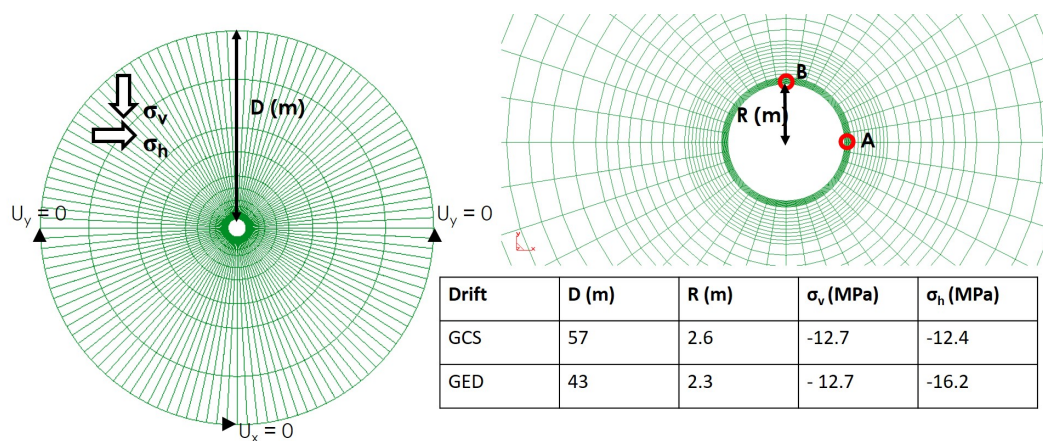 σv
σh
D (m)
Uy = 0
Uy = 0
Ux = 0
B
R (m)
A
y
x
Drift D (m) R (m) σv (MPa) σh (MPa)
GCS 57 2.6 -12.7 -12.4
GED 43 2.3 - 12.7 -16.2